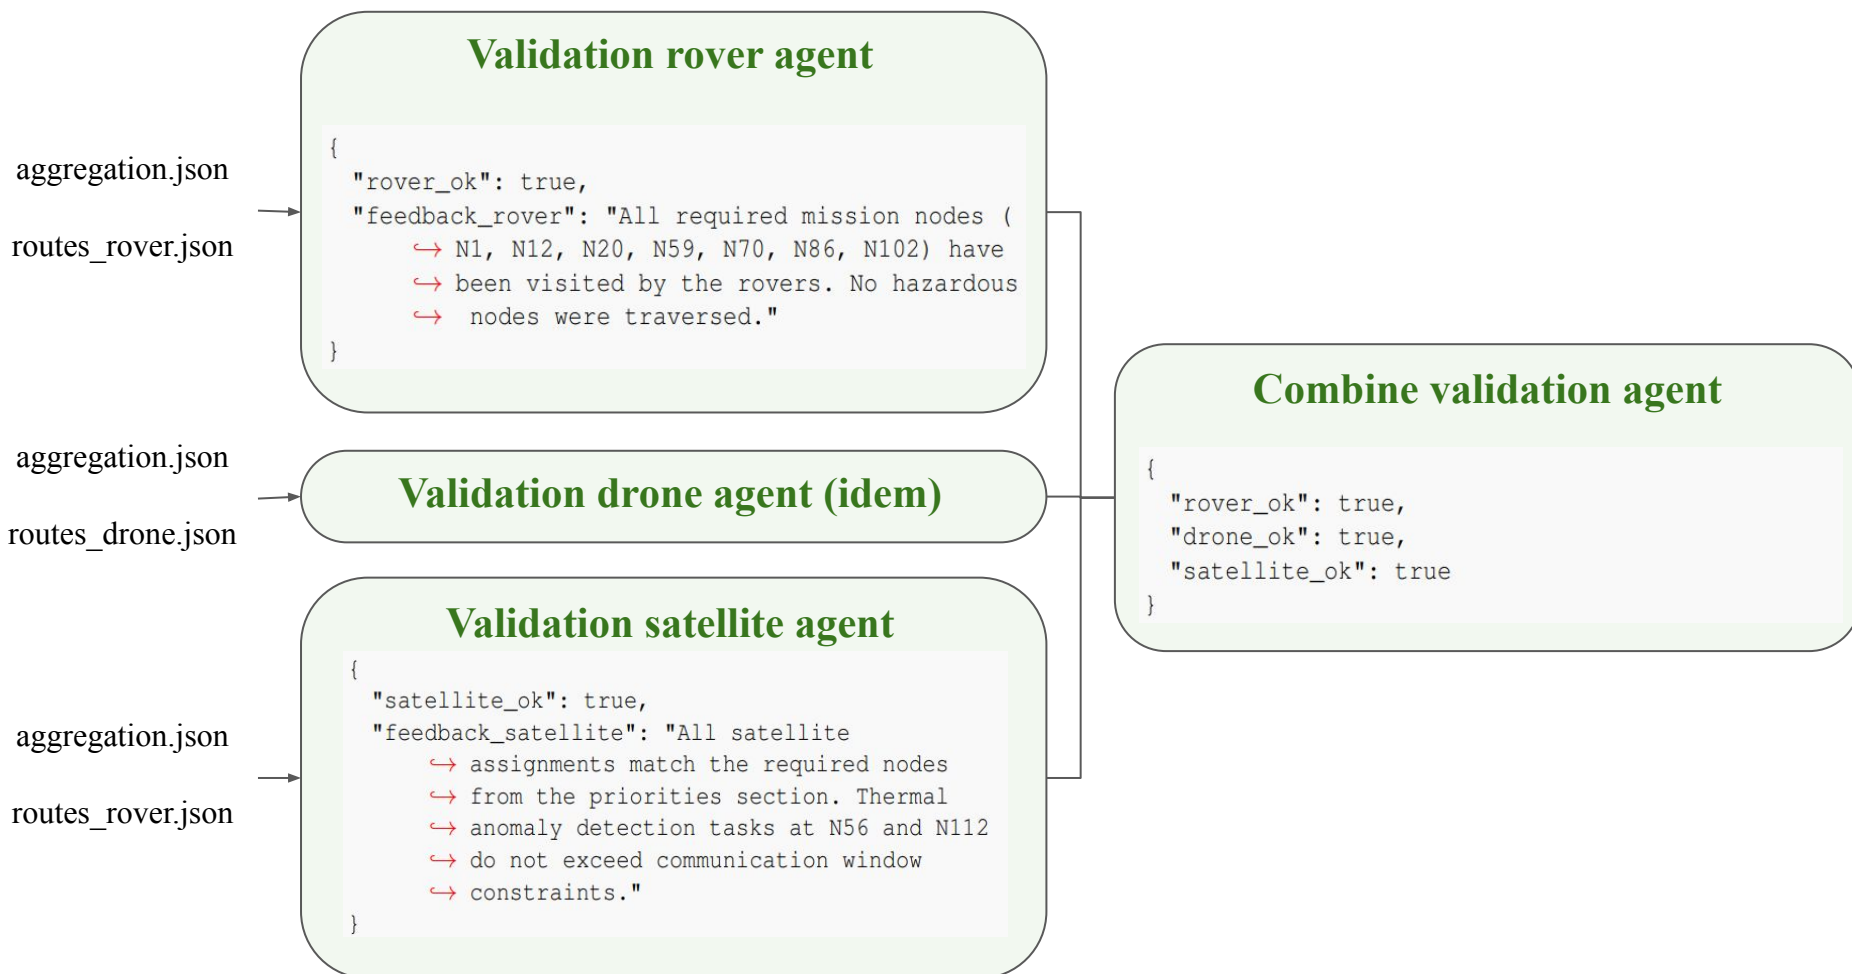 Validation rover agent
aggregation.json
routes_rover.json
{
"rover_ok": true,
"feedback_rover": "All required mission nodes (
↪ N1, N12, N20, N59, N70, N86, N102) have
↪ been visited by the rovers. No hazardous
↪ nodes were traversed."
}
aggregation.json
routes_drone.json
Validation drone agent (idem)
Validation satellite agent
aggregation.json
routes_rover.json
{
"satellite_ok": true,
"feedback_satellite": "All satellite
↪ assignments match the required nodes
↪ from the priorities section. Thermal
↪ anomaly detection tasks at N56 and N112
↪ do not exceed communication window
↪ constraints."
}
Combine validation agent
{
"rover_ok": true,
"drone_ok": true,
"satellite_ok": true
}